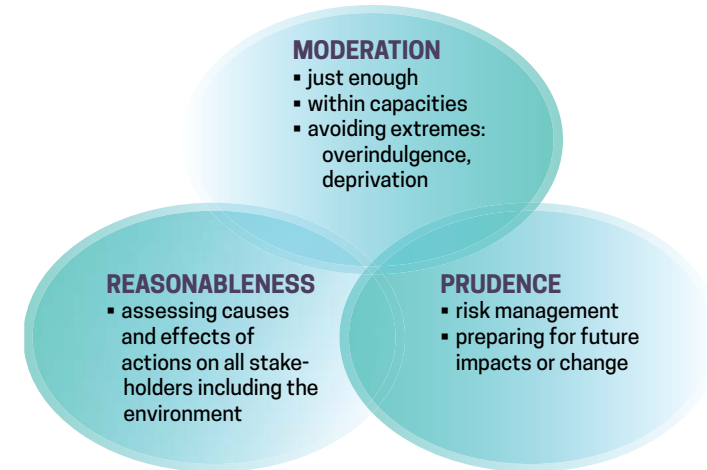 MODERATION
▪ just enough
▪ within capacities
▪ avoiding extremes:
overindulgence,
deprivation
REASONABLENESS
▪ assessing causes
and effects of
actions on all stake-
holders including the
environment
PRUDENCE
▪ risk management
▪ preparing for future
impacts or change